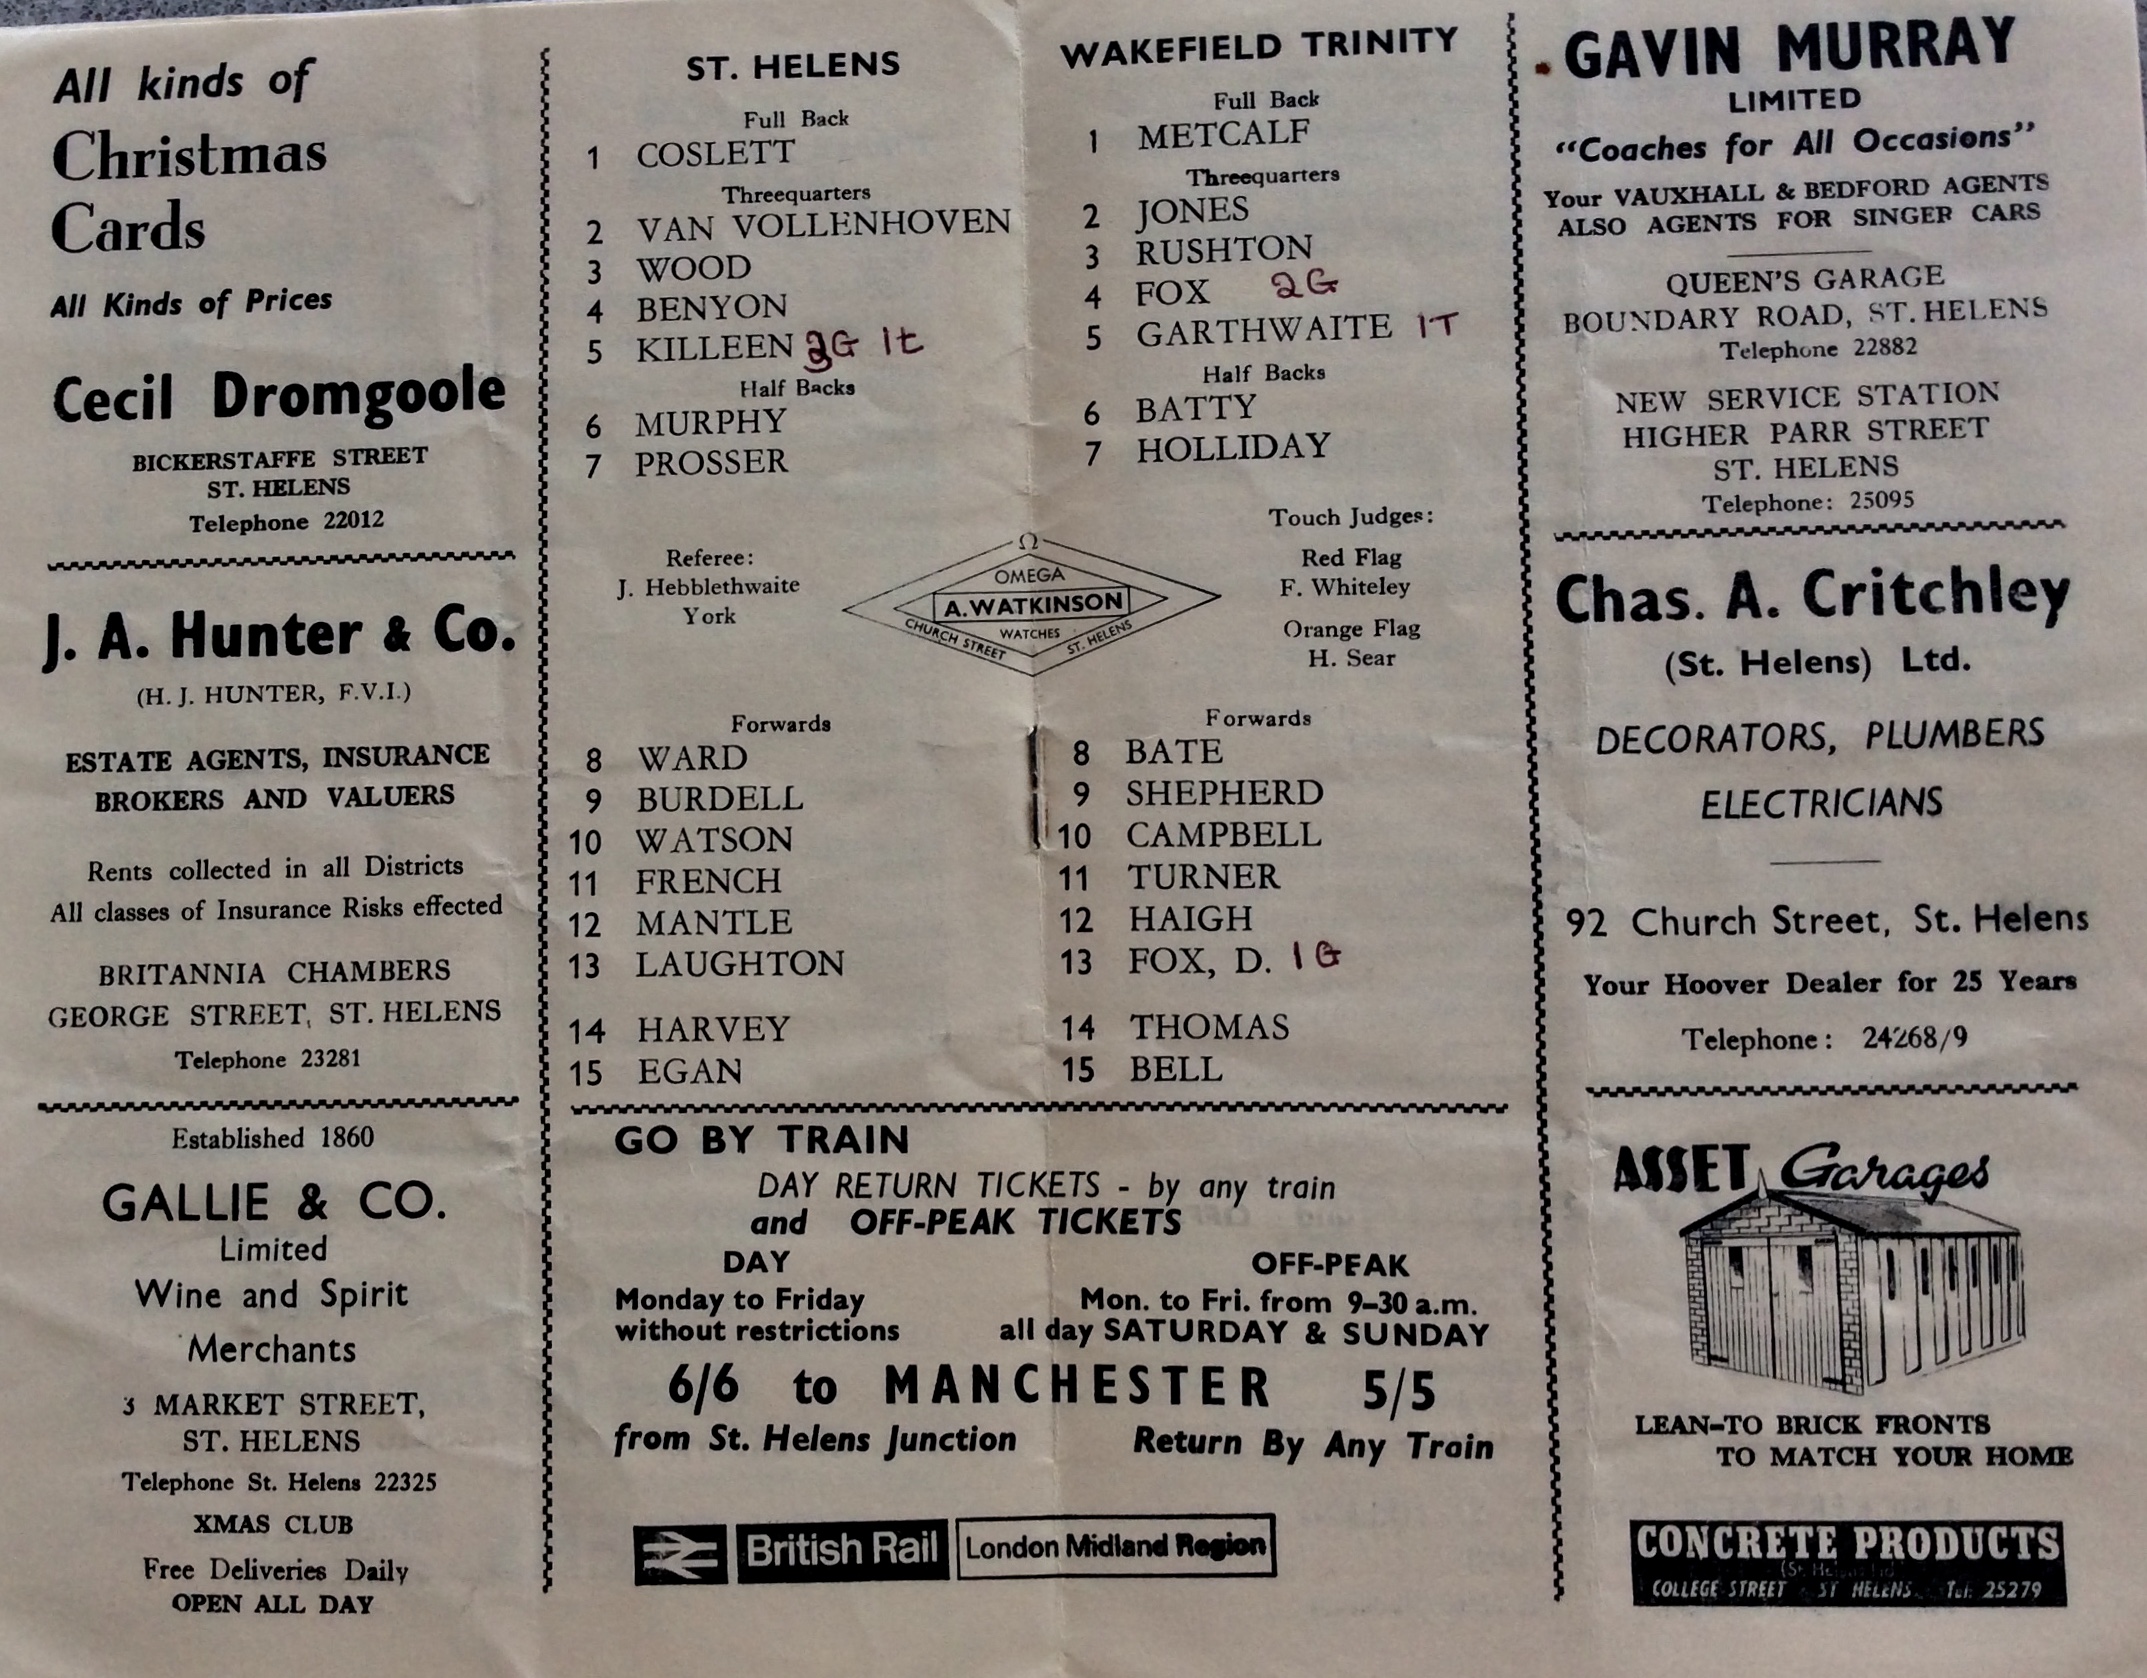 All kinds of
Christmas
Cards
All Kinds of Prices
Cecil Dromgoole
BICKERSTAFFE STREET
ST. HELENS
Telephone 22012
J. A. Hunter & Co.
(H. J. HUNTER, F.V.I.)
ESTATE AGENTS, INSURANCE
BROKERS AND VALUERS
Rents collected in all Districts
All classes of Insurance Risks effected
BRITANNIA CHAMBERS
GEORGE STREET, ST. HELENS
Telephone 23281
Established 1860
GALLIE & CO.
Limited
Wine and Spirit
Merchants
3 MARKET STREET,
ST. HELENS
Telephone St. Helens 22325
XMAS CLUB
Free Deliveries Daily
OPEN ALL DAY
ST. HELENS
Full Back
1 COSLETT
Threequarters
2 VAN VOLLENHOVEN
3 WOOD
4 BENYON
5 KILLEEN 3G 1t
Half Backs
6 MURPHY
7 PROSSER
Referee:
J. Hebblethwaite
York
Forwards
8 WARD
9 BURDELL
10 WATSON
11 FRENCH
12 MANTLE
13 LAUGHTON
14 HARVEY
15 EGAN
Ω
OMEGA
A. WATKINSON
WATCHES
CHURCH STREET ST. HELENS
WAKEFIELD TRINITY
Full Back
1 METCALF
Threequarters
2 JONES
3 RUSHTON
4 FOX 2G
5 GARTHWAITE 1T
Half Backs
6 BATTY
7 HOLLIDAY
Touch Judges:
Red Flag
F. Whiteley
Orange Flag
H. Sear
Forwards
8 BATE
9 SHEPHERD
10 CAMPBELL
11 TURNER
12 HAIGH
13 FOX, D. 1G
14 THOMAS
15 BELL
GO BY TRAIN
DAY RETURN TICKETS - by any train
and OFF-PEAK TICKETS
DAY OFF-PEAK
Monday to Friday Mon. to Fri. from 9-30 a.m.
without restrictions all day SATURDAY & SUNDAY
6/6 to MANCHESTER 5/5
from St. Helens Junction Return By Any Train
British Rail London Midland Region
GAVIN MURRAY
LIMITED
"Coaches for All Occasions"
Your VAUXHALL & BEDFORD AGENTS
ALSO AGENTS FOR SINGER CARS
QUEEN'S GARAGE
BOUNDARY ROAD, ST. HELENS
Telephone 22882
NEW SERVICE STATION
HIGHER PARR STREET
ST. HELENS
Telephone: 25095
Chas. A. Critchley
(St. Helens) Ltd.
DECORATORS, PLUMBERS
ELECTRICIANS
92 Church Street, St. Helens
Your Hoover Dealer for 25 Years
Telephone: 24268/9
ASSET Garages
LEAN-TO BRICK FRONTS
TO MATCH YOUR HOME
CONCRETE PRODUCTS
COLLEGE STREET ST HELENS TEL. 25279